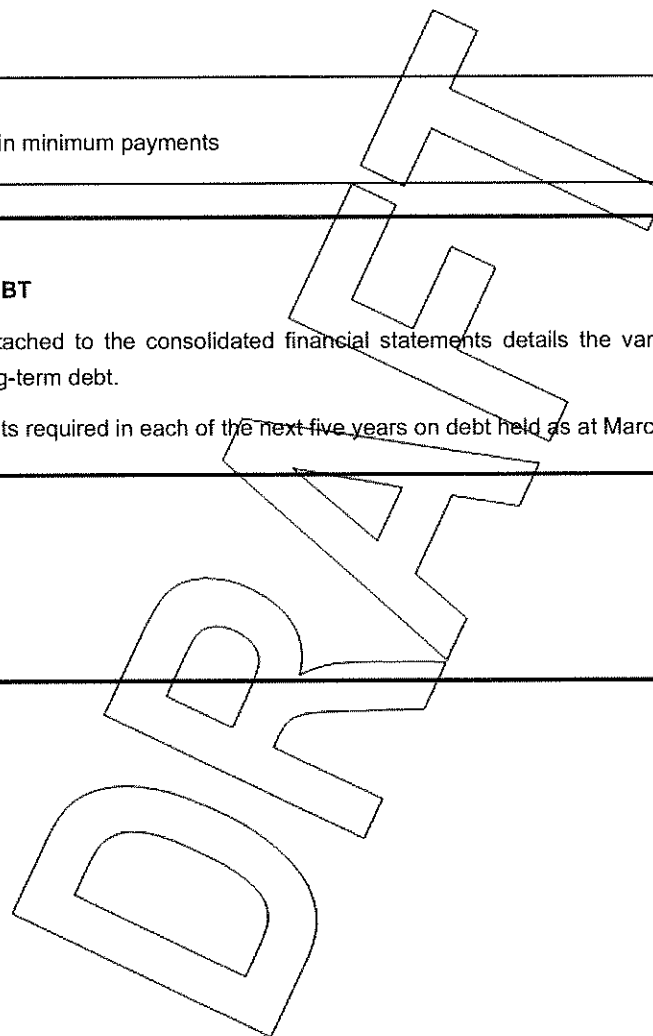 in minimum payments
BT
tached to the consolidated financial statements details the var
g-term debt.
ts required in each of the next five years on debt held as at Marc
DRAFT